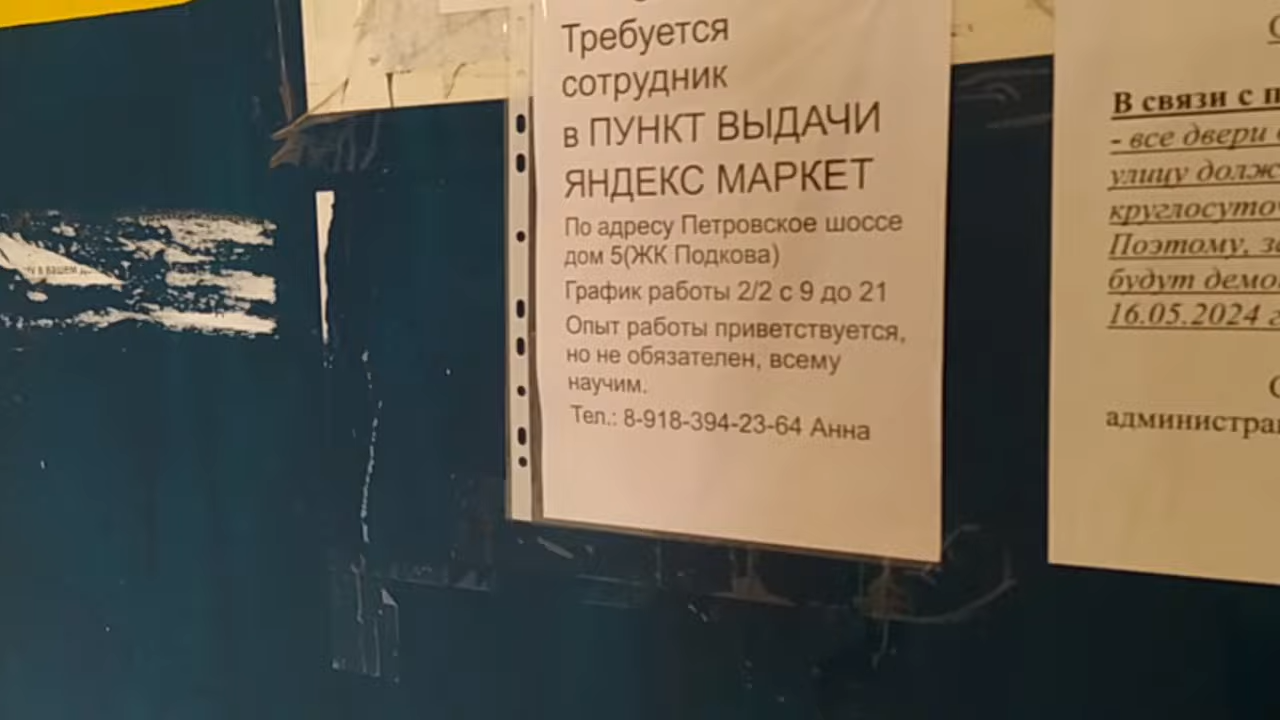 Требуется
сотрудник
в ПУНКТ ВЫДАЧИ
ЯНДЕКС МАРКЕТ
По адресу Петровское шоссе
дом 5(ЖК Подкова)
График работы 2/2 с 9 до 21
Опыт работы приветствуется,
но не обязателен, всему
научим.
Тел.: 8-918-394-23-64 Анна
В связи с п
- все двери
улицу долж
круглосуто
Поэтому, з
будут демо
16.05.2024 г
администра